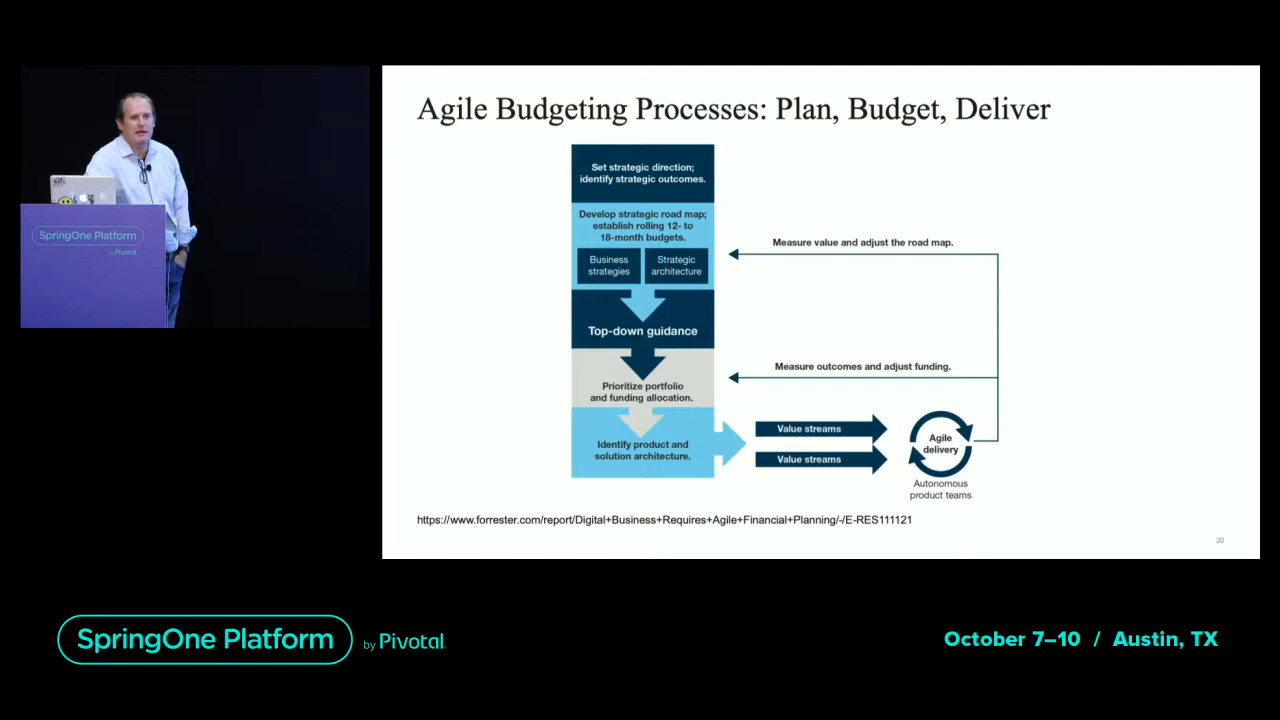 Agile Budgeting Processes: Plan, Budget, Deliver
Set strategic direction;
identify strategic outcomes.
Develop strategic road map;
establish rolling 12- to
18-month budgets.
Business
strategies
Strategic
architecture
Measure value and adjust the road map.
Top-down guidance
Measure outcomes and adjust funding.
Prioritize portfolio
and funding allocation.
Identify product and
solution architecture.
Value streams
Value streams
Agile
delivery
Autonomous
product teams
https://www.forrester.com/report/Digital+Business+Requires+Agile+Financial+Planning/-/E-RES111121
20
SpringOne Platform
by Pivotal
SpringOne Platform by Pivotal
October 7–10 / Austin, TX